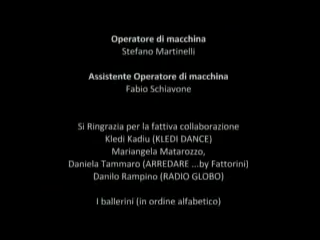 Operatore di macchina
Stefano Martinelli
Assistente Operatore di macchina
Fabio Schiavone
Si Ringrazia per la fattiva collaborazione
Kledi Kadiu (KLEDI DANCE)
Mariangela Matarozzo,
Daniela Tammaro (ARREDARE ...by Fattorini)
Danilo Rampino (RADIO GLOBO)
I ballerini (in ordine alfabetico)